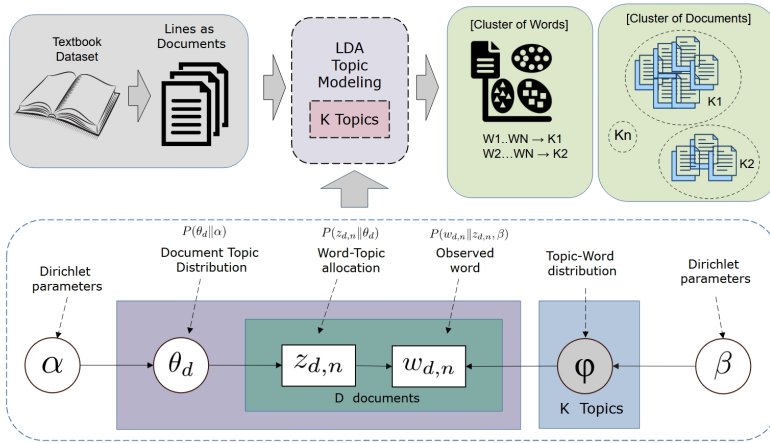 Textbook
Dataset
Lines as
Documents
LDA
Topic
Modeling
K Topics
[Cluster of Words]
W1..WN → K1
W2...WN → K2
[Cluster of Documents]
K1
Kn
K2
P(θ_d‖α)
Document Topic
Distribution
P(z_{d,n}‖θ_d)
Word-Topic
allocation
P(w_{d,n}‖z_{d,n}, β)
Observed
word
Topic-Word
distribution
Dirichlet
parameters
Dirichlet
parameters
α
θ_d
z_{d,n}
w_{d,n}
φ
β
D documents
K Topics